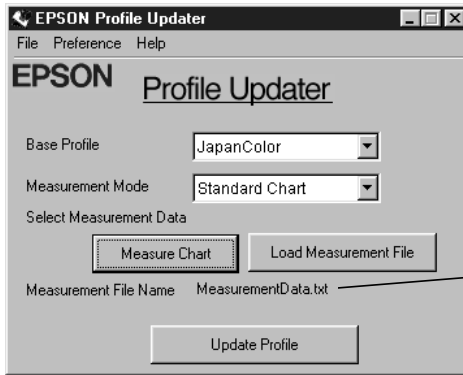 EPSON Profile Updater
File Preference Help
EPSON
Profile Updater
Base Profile JapanColor
Measurement Mode Standard Chart
Select Measurement Data
Measure Chart Load Measurement File
Measurement File Name MeasurementData.txt
Update Profile